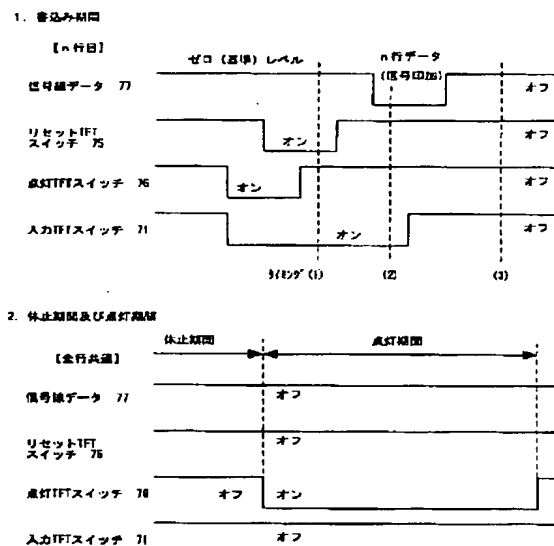 1. 書込み期間
【n行目】
ゼロ(基準)レベル
n行データ
(信号印加)
信号線データ 77
オフ
リセットTFT
スイッチ 75
オン
オフ
点灯TFTスイッチ 76
オン
オフ
入力TFTスイッチ 71
オン
オフ
ﾀｲﾐﾝｸﾞ(1)
(2)
(3)
2. 休止期間及び点灯期間
休止期間
点灯期間
【全行共通】
信号線データ 77
オフ
リセットTFT
スイッチ 75
オフ
点灯TFTスイッチ 76
オフ
オン
入力TFTスイッチ 71
オフ